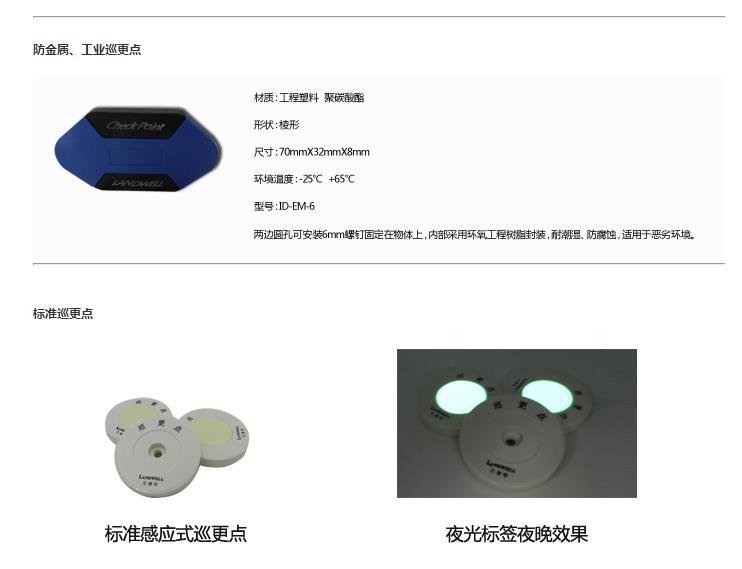 防金属、工业巡更点
Check Point
LANDWELL
材质：工程塑料 聚碳酸酯
形状：棱形
尺寸：70mmX32mmX8mm
环境温度：-25℃ +65℃
型号：ID-EM-6
两边圆孔可安装6mm螺钉固定在物体上，内部采用环氧工程树脂封装，耐潮湿、防腐蚀，适用于恶劣环境。
标准巡更点
巡更点
LANDWELL
巡更点
LANDWELL
标准感应式巡更点
夜光标签夜晚效果